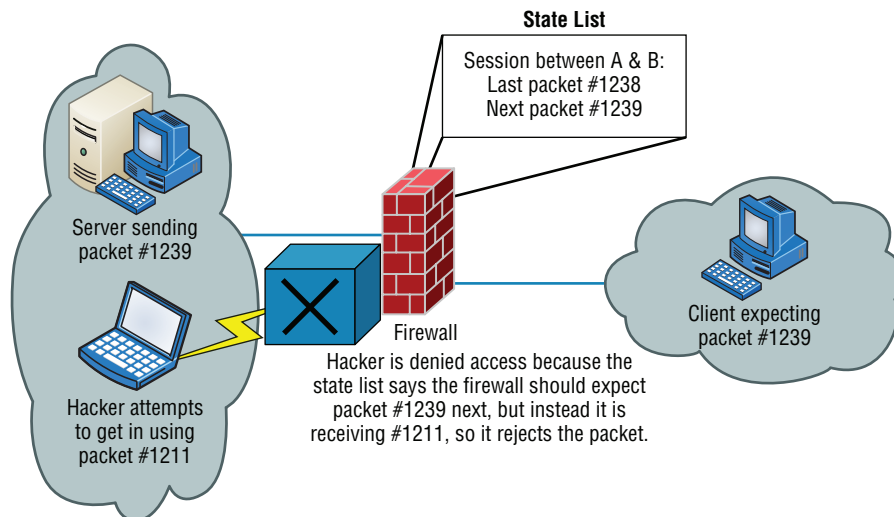 State List
Session between A & B:
Last packet #1238
Next packet #1239
Server sending
packet #1239
Hacker attempts
to get in using
packet #1211
Firewall
Hacker is denied access because the
state list says the firewall should expect
packet #1239 next, but instead it is
receiving #1211, so it rejects the packet.
Client expecting
packet #1239